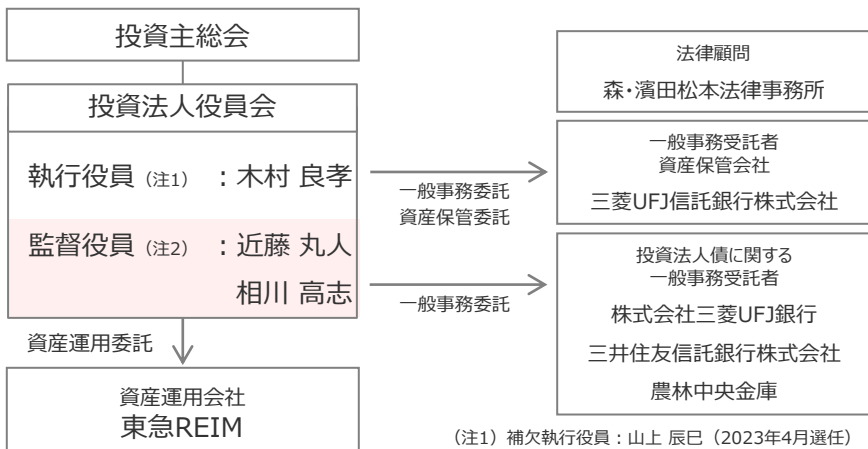 投資主総会
投資法人役員会
執行役員（注1）：木村 良孝
監督役員（注2）：近藤 丸人
相川 高志
資産運用委託
資産運用会社
東急REIM
一般事務委託
資産保管委託
一般事務委託
法律顧問
森・濱田松本法律事務所
一般事務受託者
資産保管会社
三菱UFJ信託銀行株式会社
投資法人債に関する
一般事務受託者
株式会社三菱UFJ銀行
三井住友信託銀行株式会社
農林中央金庫
（注1）補欠執行役員：山上 辰巳（2023年4月選任）